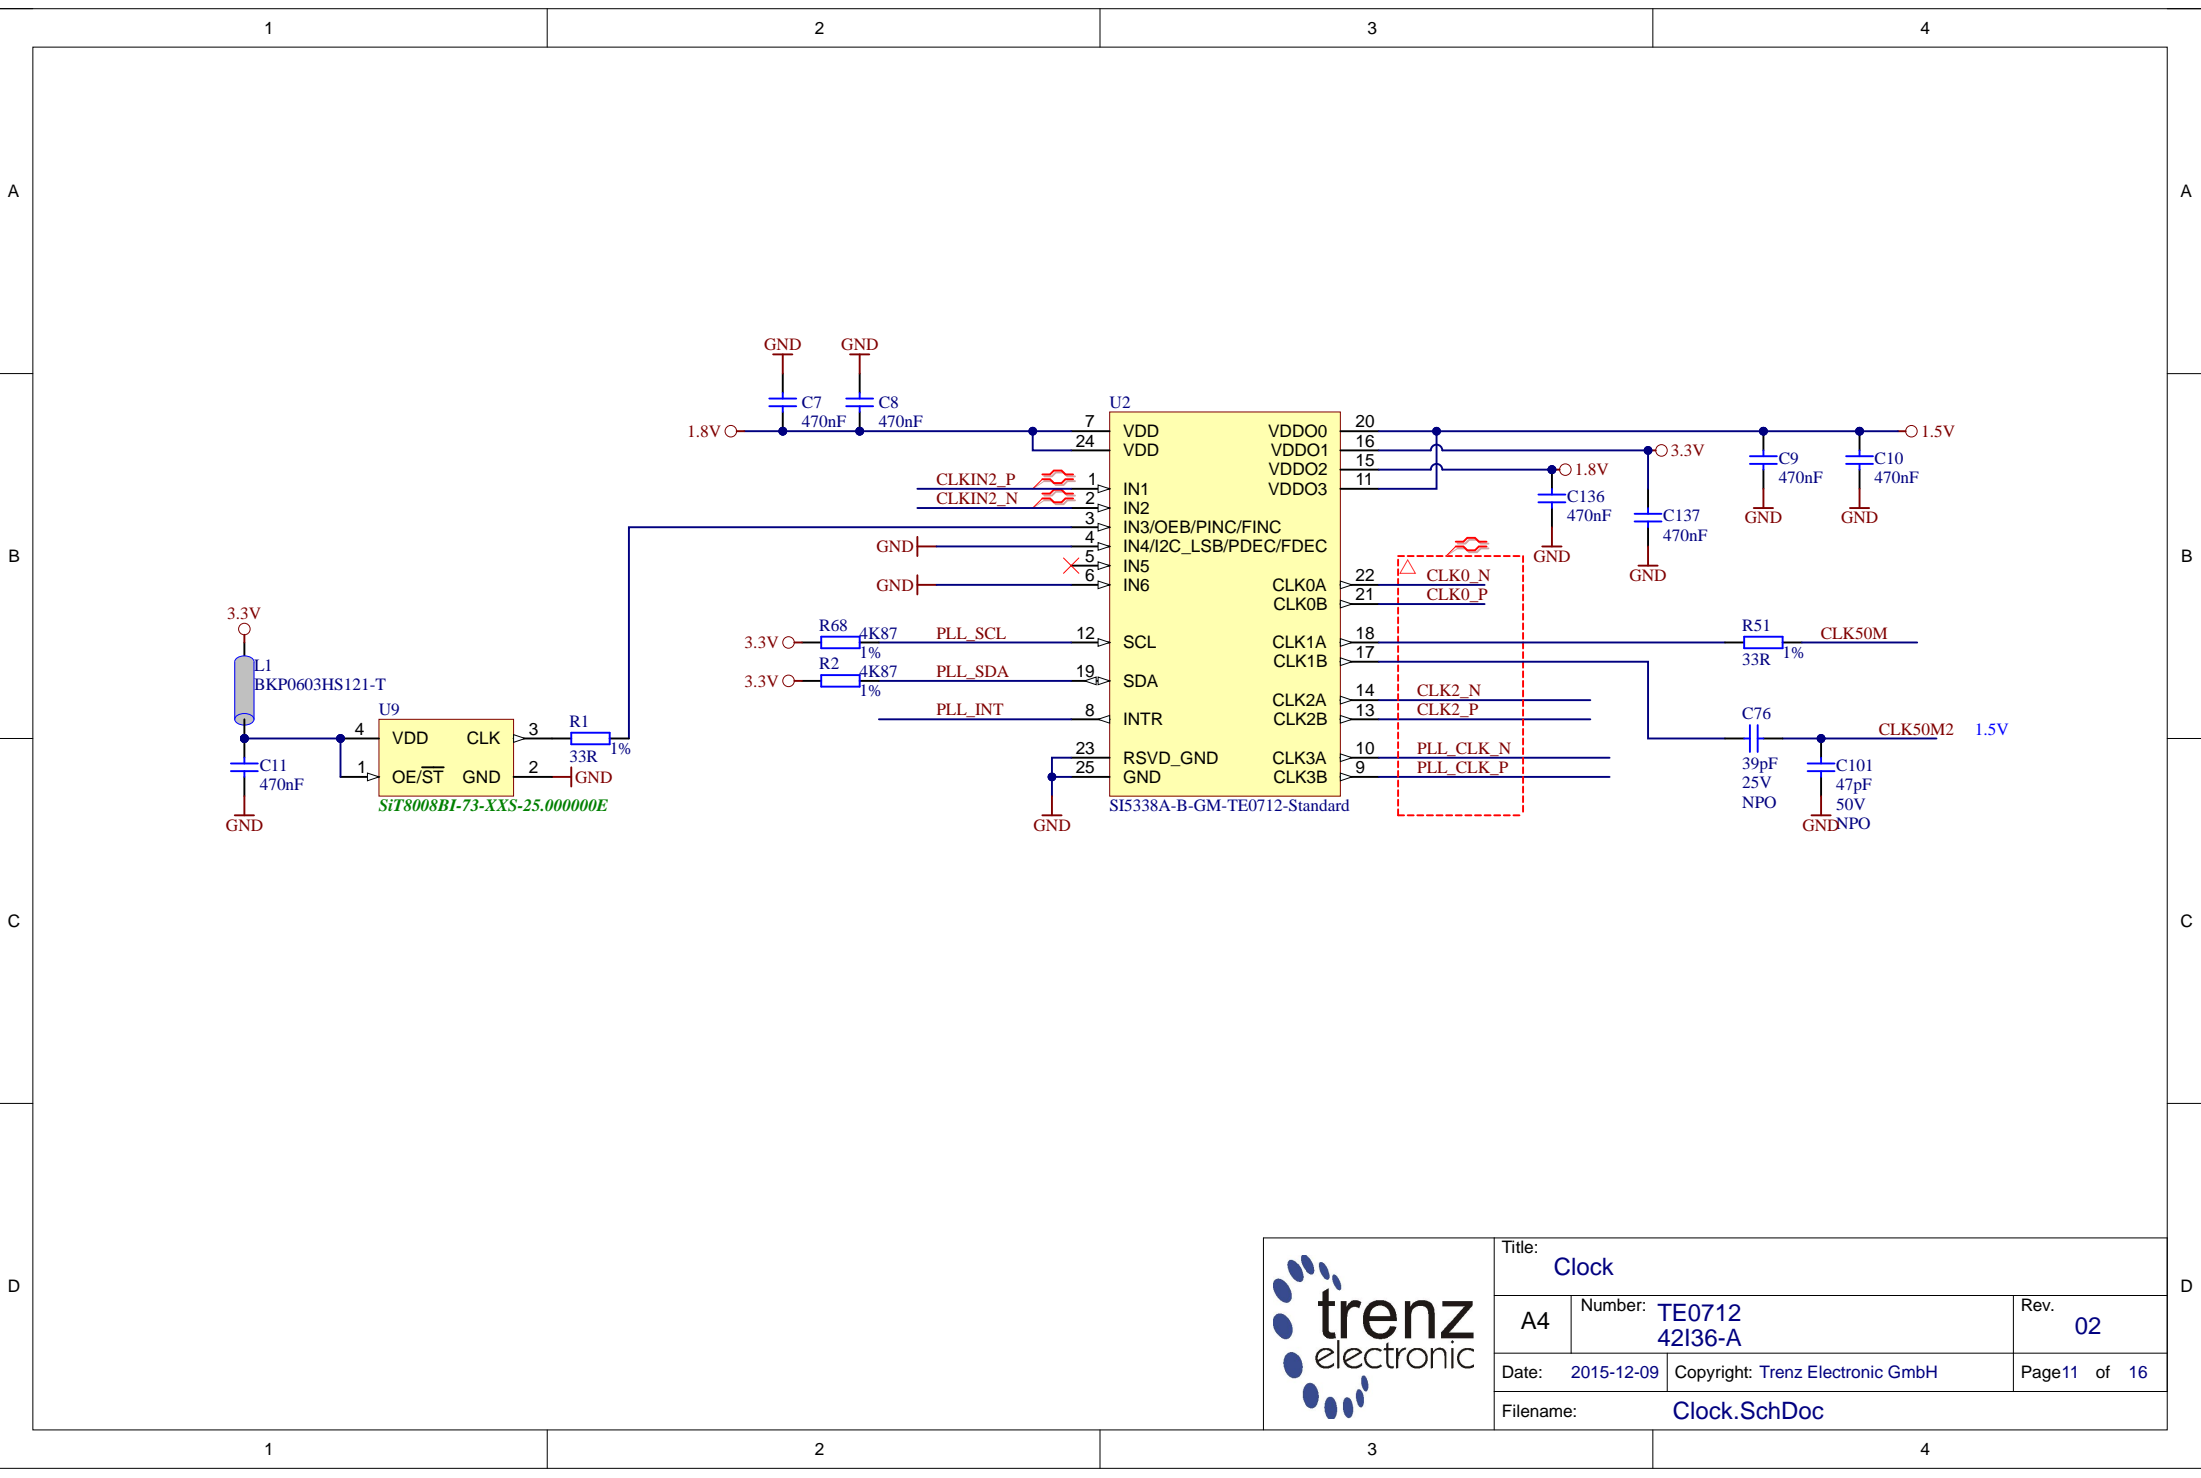 1 2 3 4
A A
GND GND
C7 C8
470nF 470nF
1.8V
U2
7 VDD VDDO0 20
24 VDD VDDO1 16
VDDO2 15
VDDO3 11
1.5V
3.3V
1.8V
C9 C10
470nF 470nF
GND GND
C136
470nF
GND
C137
470nF
GND
CLKIN2_P 1 IN1
CLKIN2_N 2 IN2
3 IN3/OEB/PINC/FINC
GND 4 IN4/I2C_LSB/PDEC/FDEC
5 IN5
GND 6 IN6
B B
CLK0A 22 CLK0_N
CLK0B 21 CLK0_P
3.3V R68 4K87 1% PLL_SCL 12 SCL
3.3V R2 4K87 1% PLL_SDA 19 SDA
PLL_INT 8 INTR
23 RSVD_GND
25 GND
GND
CLK1A 18 R51 33R 1% CLK50M
CLK1B 17
CLK2A 14 CLK2_N
CLK2B 13 CLK2_P
CLK3A 10 PLL_CLK_N
CLK3B 9 PLL_CLK_P
SI5338A-B-GM-TE0712-Standard
C76
39pF
25V
NPO
CLK50M2 1.5V
C101
47pF
50V
NPO
GND
3.3V
L1
BKP0603HS121-T
C11
470nF
GND
U9
4 VDD CLK 3
1 OE/ST GND 2
SiT8008BI-73-XXS-25.000000E
R1
33R 1%
GND
C C
D D
trenz
electronic
Title:
Clock
A4 Number: TE0712
42I36-A
Rev.
02
Date: 2015-12-09 Copyright: Trenz Electronic GmbH Page11 of 16
Filename: Clock.SchDoc
1 2 3 4